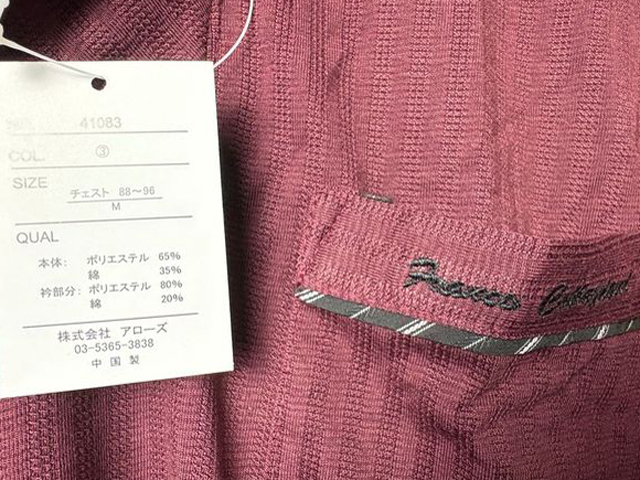 41083
COL. ③
SIZE
チェスト 88～96
M
QUAL
本体: ポリエステル 65%
綿 35%
衿部分: ポリエステル 80%
綿 20%
株式会社 アローズ
03-5365-3838
中国製
Franco